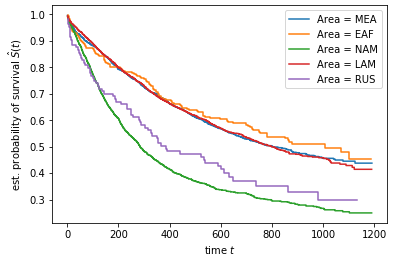 est. probability of survival Ŝ(t)
1.0
0.9
0.8
0.7
0.6
0.5
0.4
0.3
Area = MEA
Area = EAF
Area = NAM
Area = LAM
Area = RUS
0 200 400 600 800 1000 1200
time t